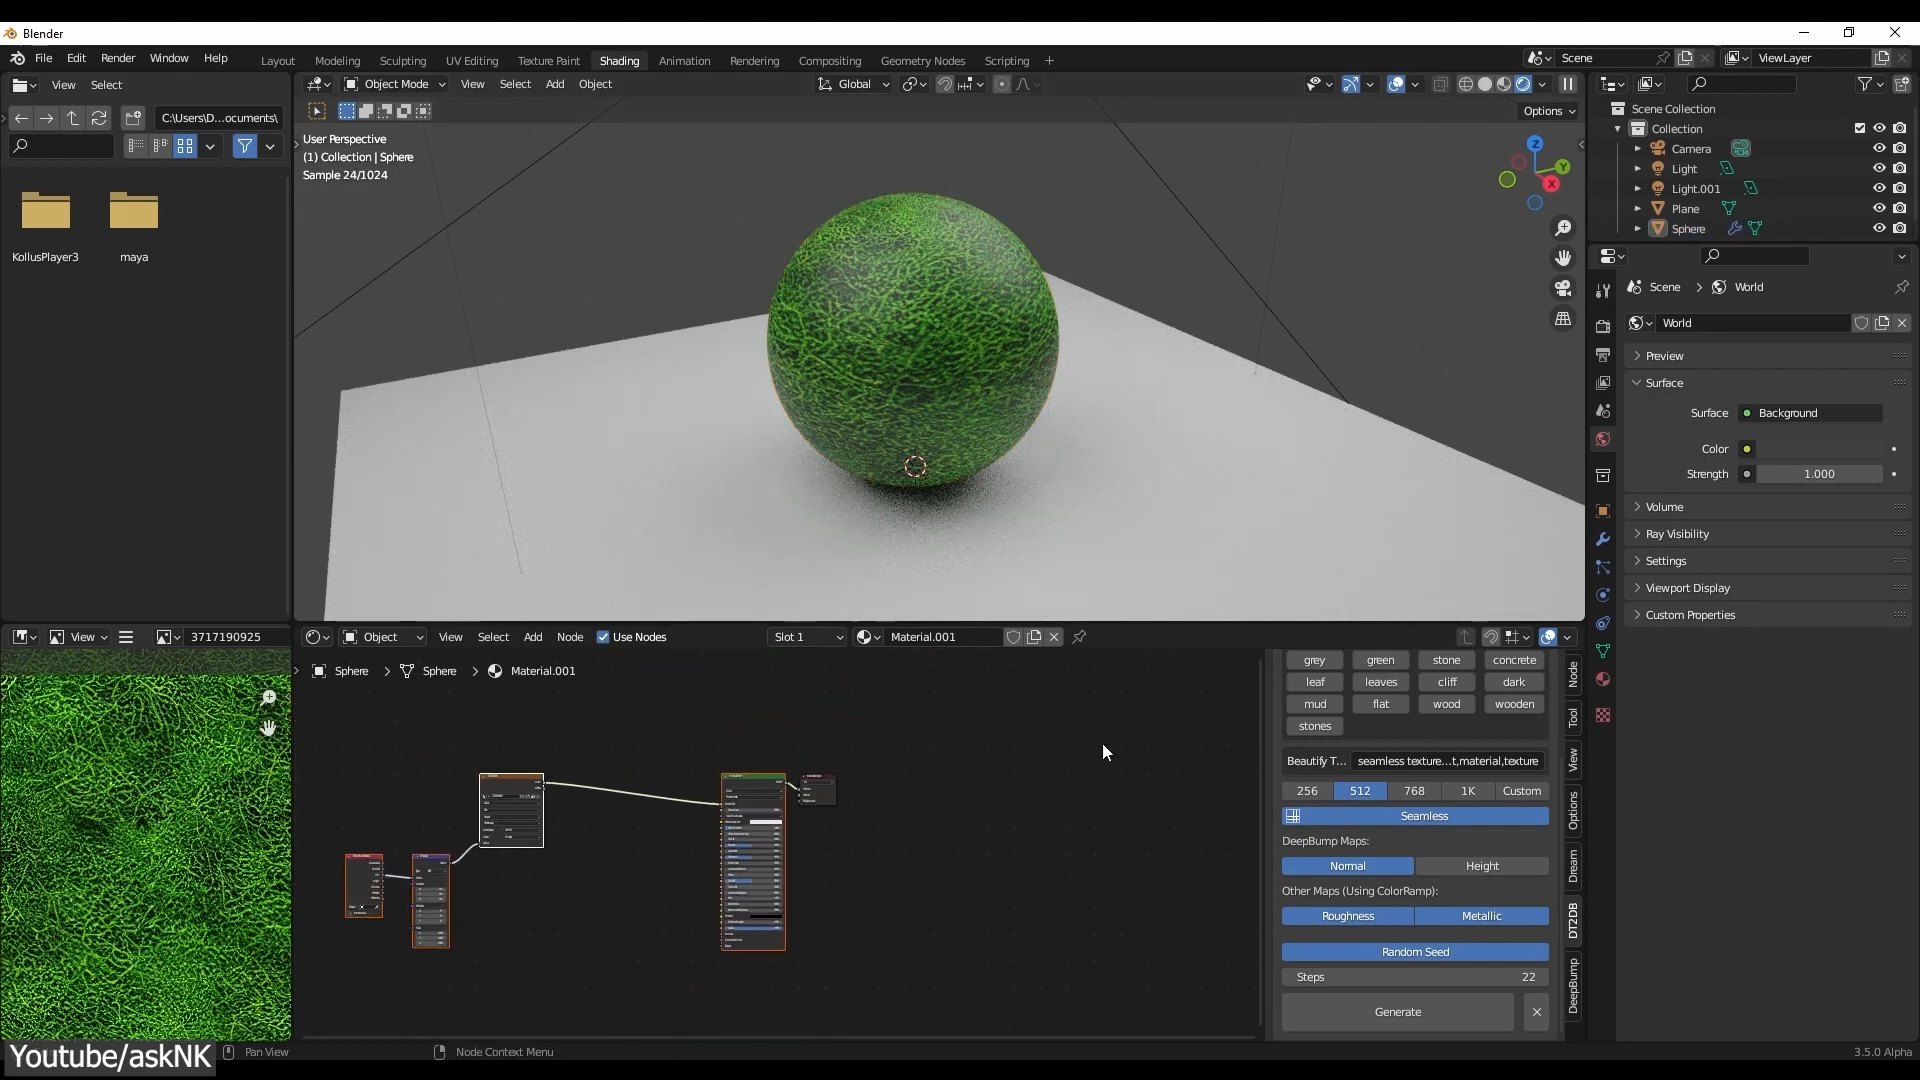 Blender
File Edit Render Window Help
Layout Modeling Sculpting UV Editing Texture Paint Shading Animation Rendering Compositing Geometry Nodes Scripting +
Scene
ViewLayer
View Select
Object Mode View Select Add Object
Global
C:\Users\D...ocuments\
Options
User Perspective
(1) Collection | Sphere
Sample 24/1024
Z
Y
X
KollusPlayer3
maya
Scene Collection
Collection
Camera
Light
Light.001
Plane
Sphere
Scene > World
World
Preview
Surface
Surface Background
Color
Strength 1.000
Volume
Ray Visibility
Settings
Viewport Display
Custom Properties
View 3717190925
Object View Select Add Node Use Nodes Slot 1 Material.001
Sphere > Sphere > Material.001
grey green stone concrete
leaf leaves cliff dark
mud flat wood wooden
stones
Beautify T... seamless texture...t,material,texture
256 512 768 1K Custom
Seamless
DeepBump Maps:
Normal Height
Other Maps (Using ColorRamp):
Roughness Metallic
Random Seed
Steps 22
Generate
Node
Tool
View
Options
Dream
DT2DB
DeepBump
Youtube/askNK
Pan View
Node Context Menu
3.5.0 Alpha